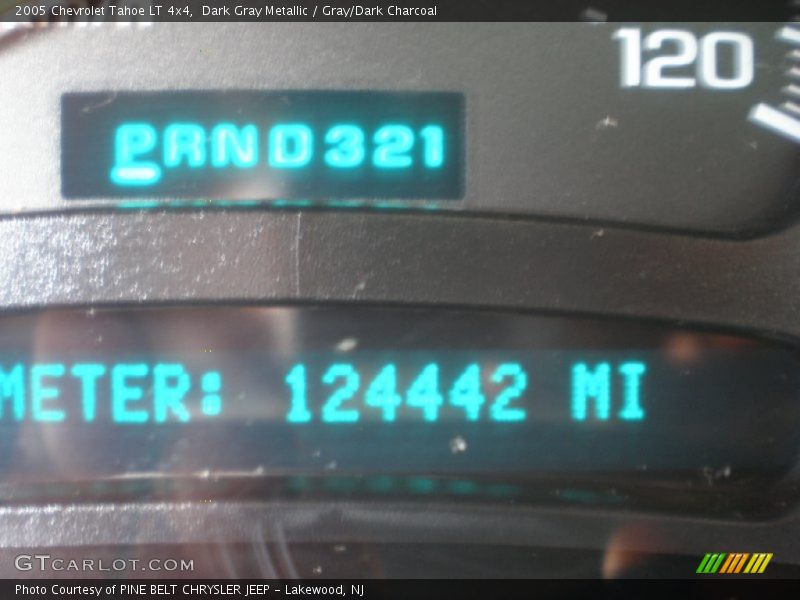 2005 Chevrolet Tahoe LT 4x4,  Dark Gray Metallic / Gray/Dark Charcoal
120
PRND321
METER: 124442 MI
GTCARLOT.COM
Photo Courtesy of PINE BELT CHRYSLER JEEP - Lakewood, NJ